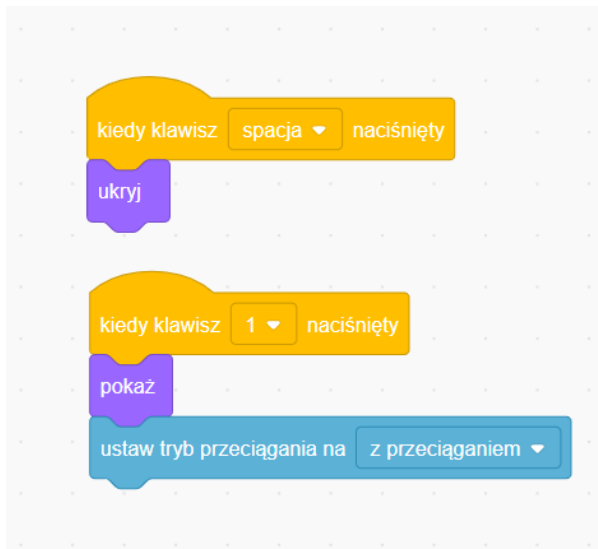 kiedy klawisz spacja naciśnięty
ukryj
kiedy klawisz 1 naciśnięty
pokaż
ustaw tryb przeciągania na z przeciąganiem